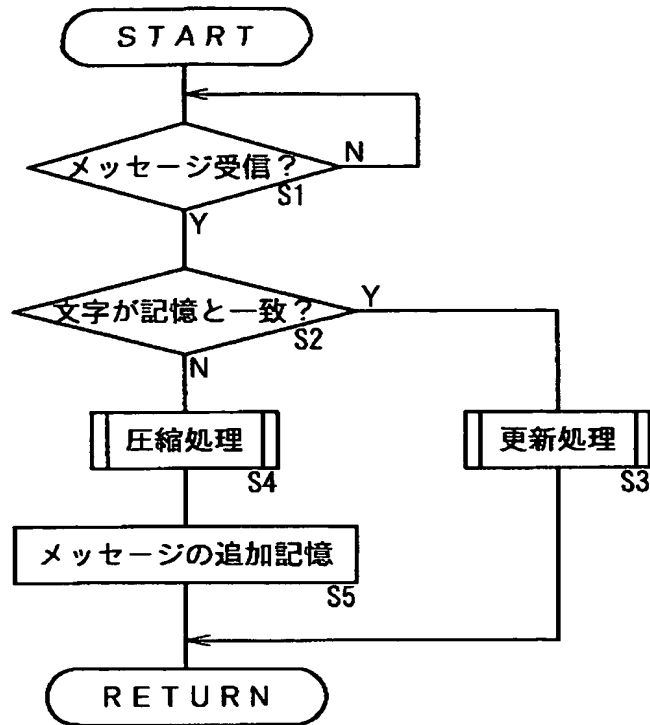 START
メッセージ受信?
N
S1
Y
文字が記憶と一致?
Y
S2
N
圧縮処理
更新処理
S4
S3
メッセージの追加記憶
S5
RETURN